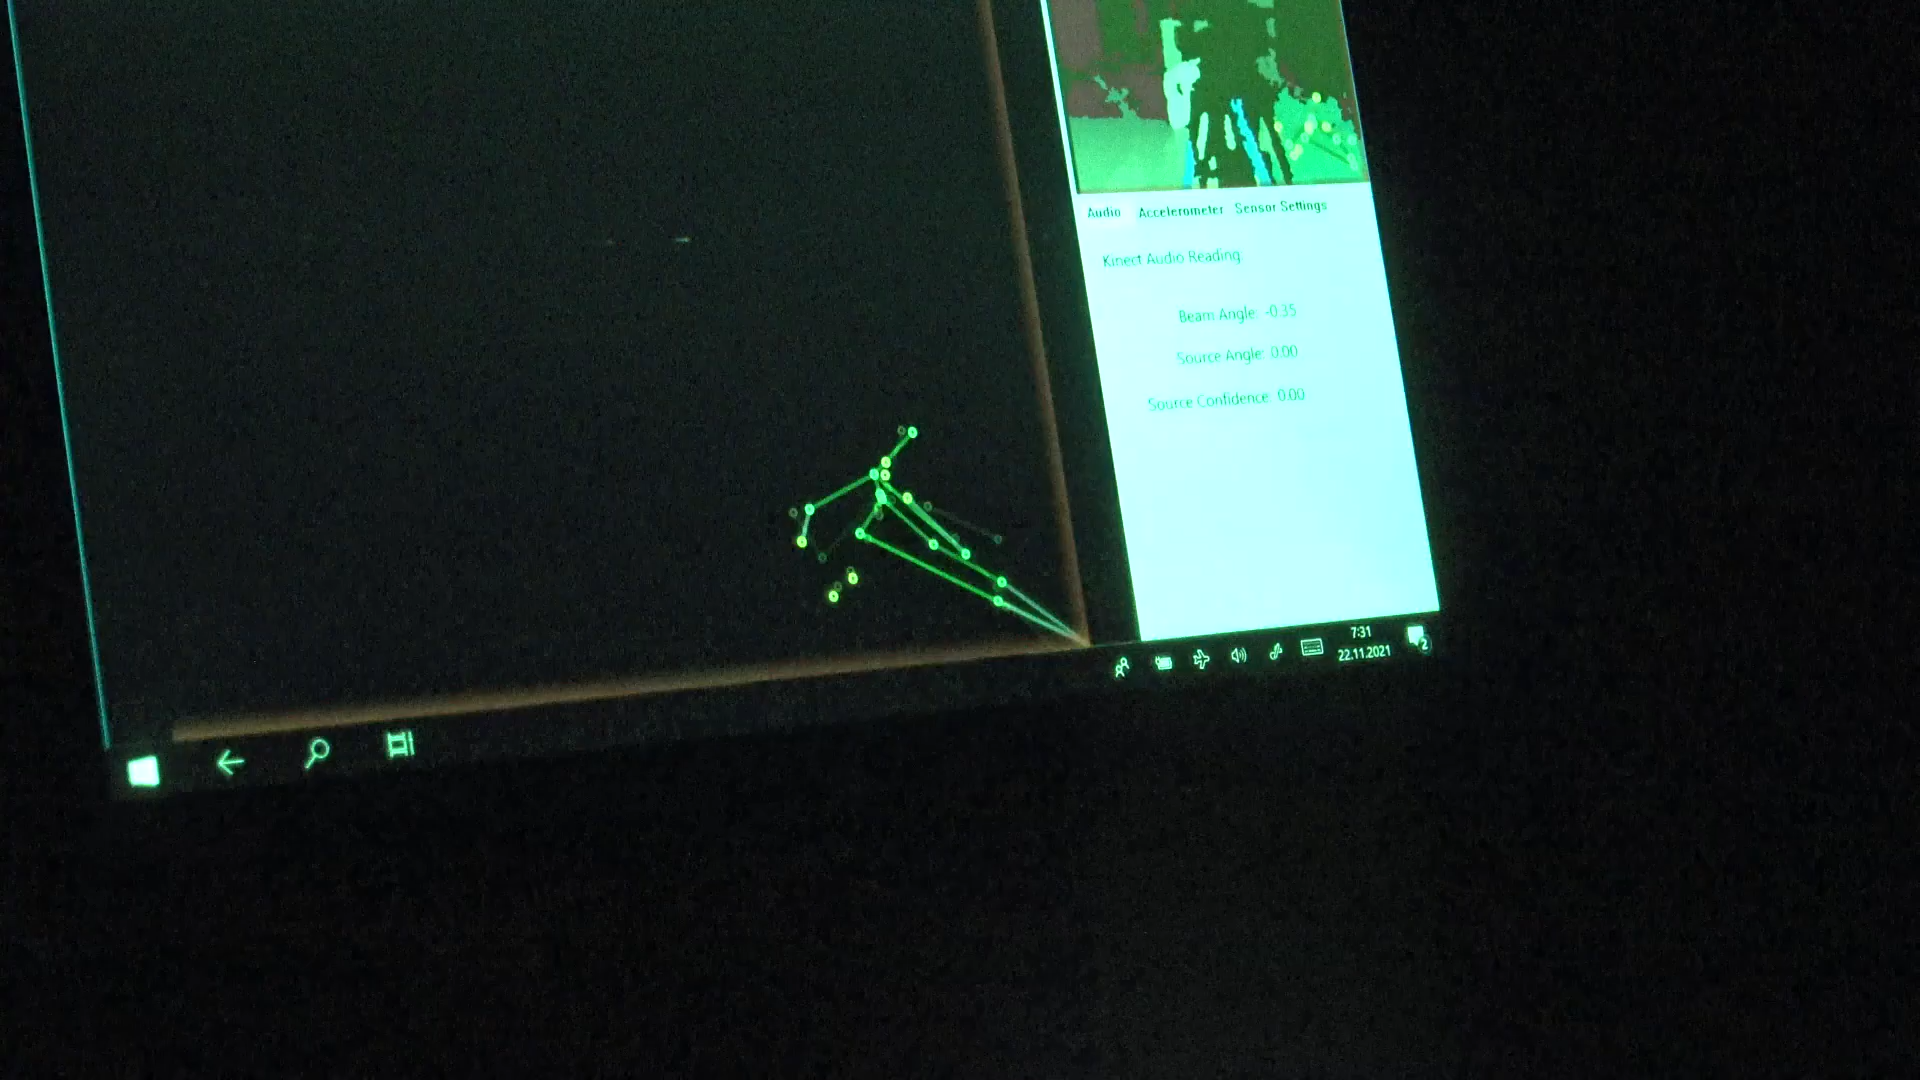 Audio Accelerometer Sensor Settings
Kinect Audio Reading
Beam Angle: -0.35
Source Angle: 0.00
Source Confidence: 0.00
7:31
22.11.2021
2